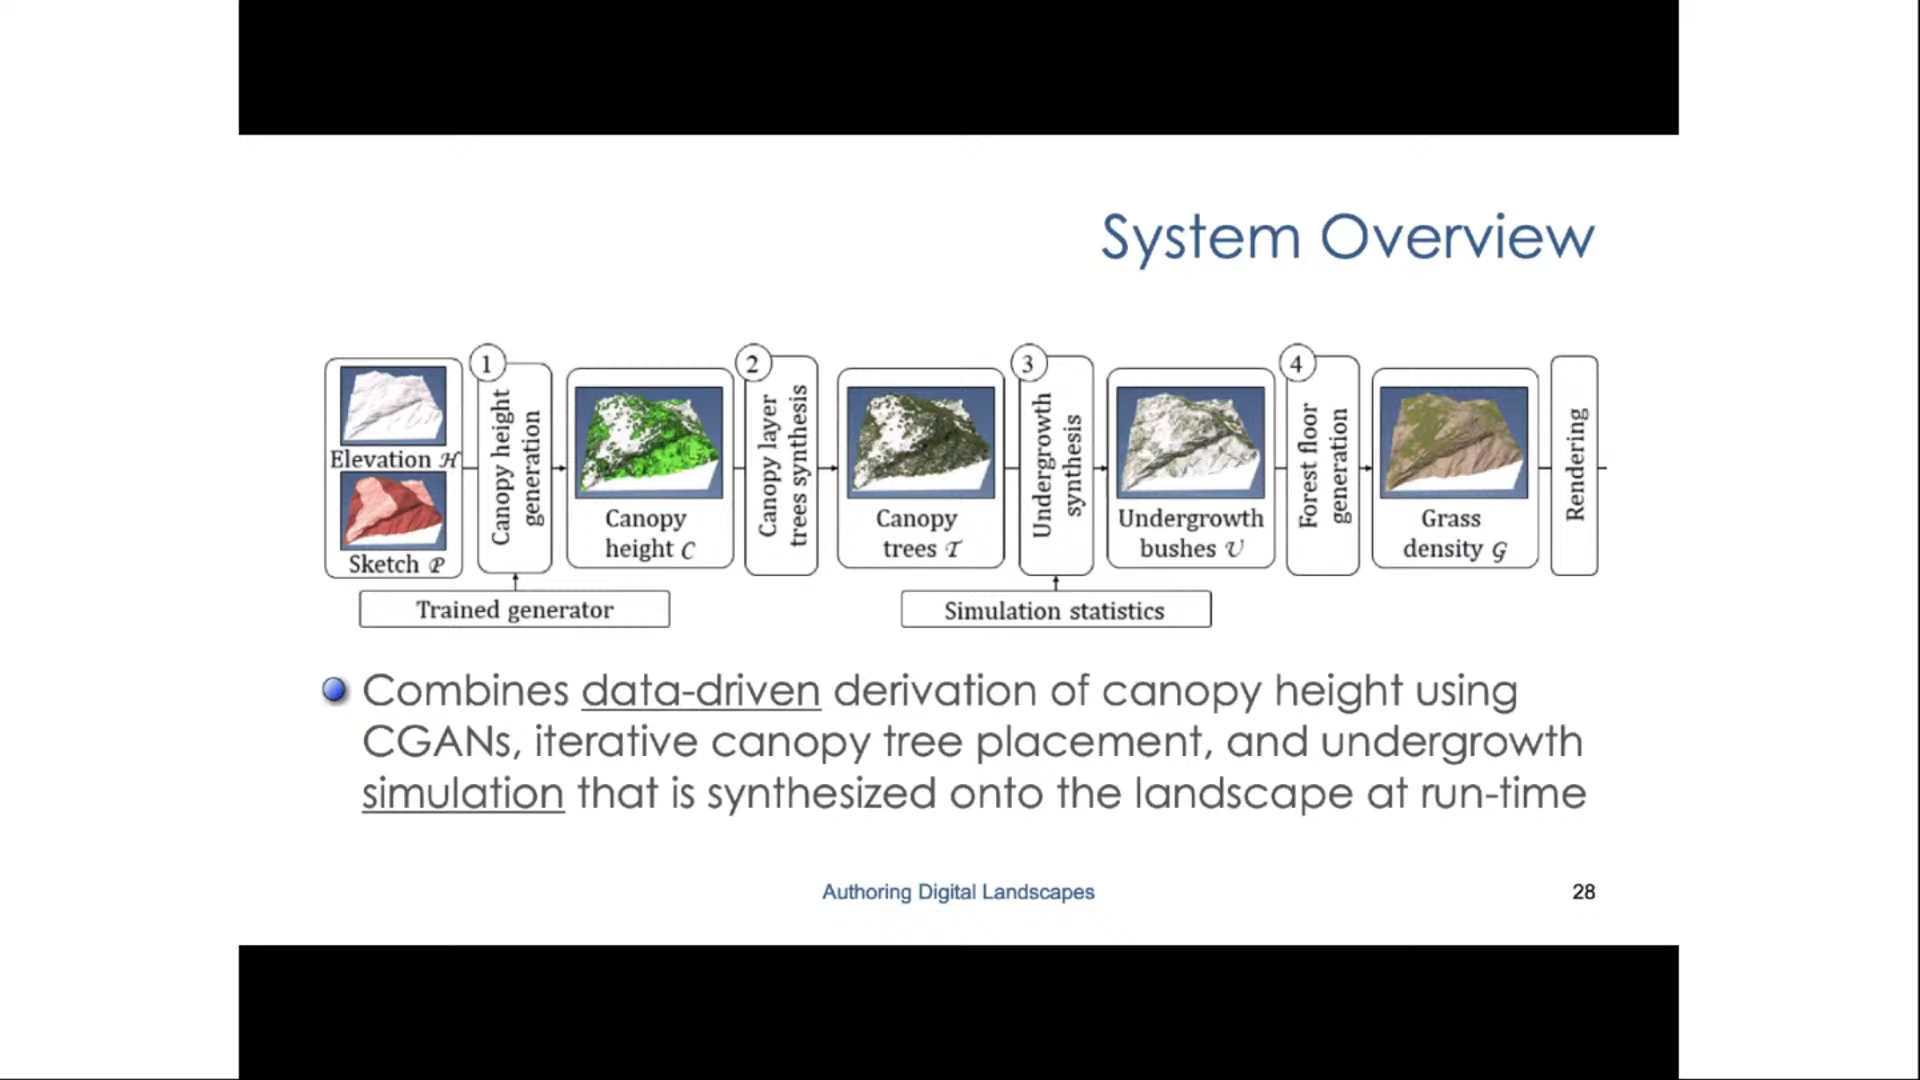 System Overview
1
2
3
4
Elevation ℋ
Sketch 𝒫
Canopy height
generation
Canopy
height 𝒞
Canopy layer
trees synthesis
Canopy
trees 𝒯
Undergrowth
synthesis
Undergrowth
bushes 𝒰
Forest floor
generation
Grass
density 𝒢
Rendering
Trained generator
Simulation statistics
Combines data-driven derivation of canopy height using
CGANs, iterative canopy tree placement, and undergrowth
simulation that is synthesized onto the landscape at run-time
Authoring Digital Landscapes
28